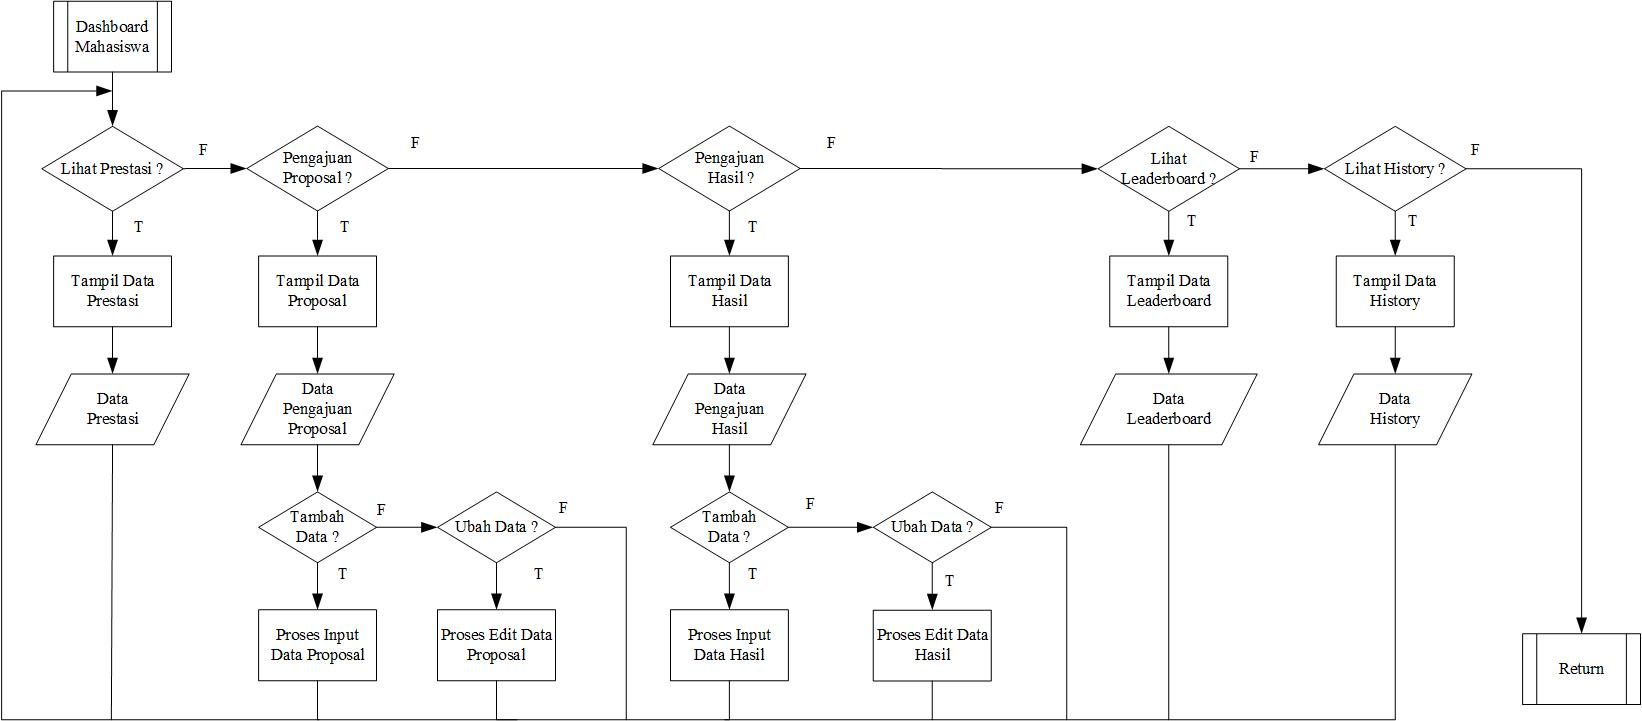 Dashboard
Mahasiswa
Lihat Prestasi ?
F
Pengajuan
Proposal ?
F
Pengajuan
Hasil ?
F
Lihat
Leaderboard ?
F
Lihat History ?
F
T
T
T
T
T
Tampil Data
Prestasi
Tampil Data
Proposal
Tampil Data
Hasil
Tampil Data
Leaderboard
Tampil Data
History
Data
Prestasi
Data
Pengajuan
Proposal
Data
Pengajuan
Hasil
Data
Leaderboard
Data
History
Tambah
Data ?
F
Ubah Data ?
F
Tambah
Data ?
F
Ubah Data ?
F
T
T
T
T
Proses Input
Data Proposal
Proses Edit Data
Proposal
Proses Input
Data Hasil
Proses Edit Data
Hasil
Return